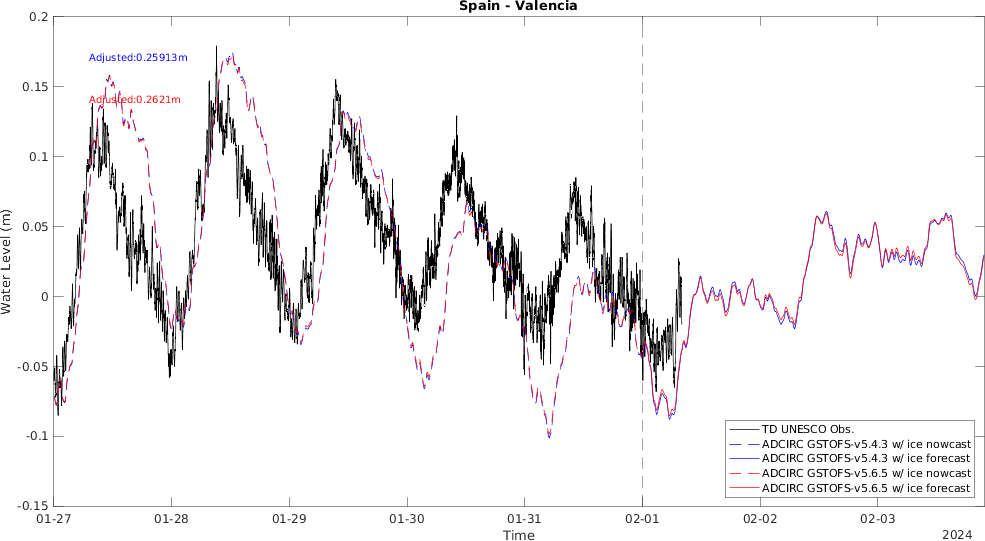 Spain - Valencia
0.2
0.15
0.1
0.05
0
-0.05
-0.1
-0.15
Water Level (m)
Adjusted:0.25913m
Adjusted:0.2621m
TD UNESCO Obs.
ADCIRC GSTOFS-v5.4.3 w/ ice nowcast
ADCIRC GSTOFS-v5.4.3 w/ ice forecast
ADCIRC GSTOFS-v5.6.5 w/ ice nowcast
ADCIRC GSTOFS-v5.6.5 w/ ice forecast
01-27 01-28 01-29 01-30 01-31 02-01 02-02 02-03
Time
2024